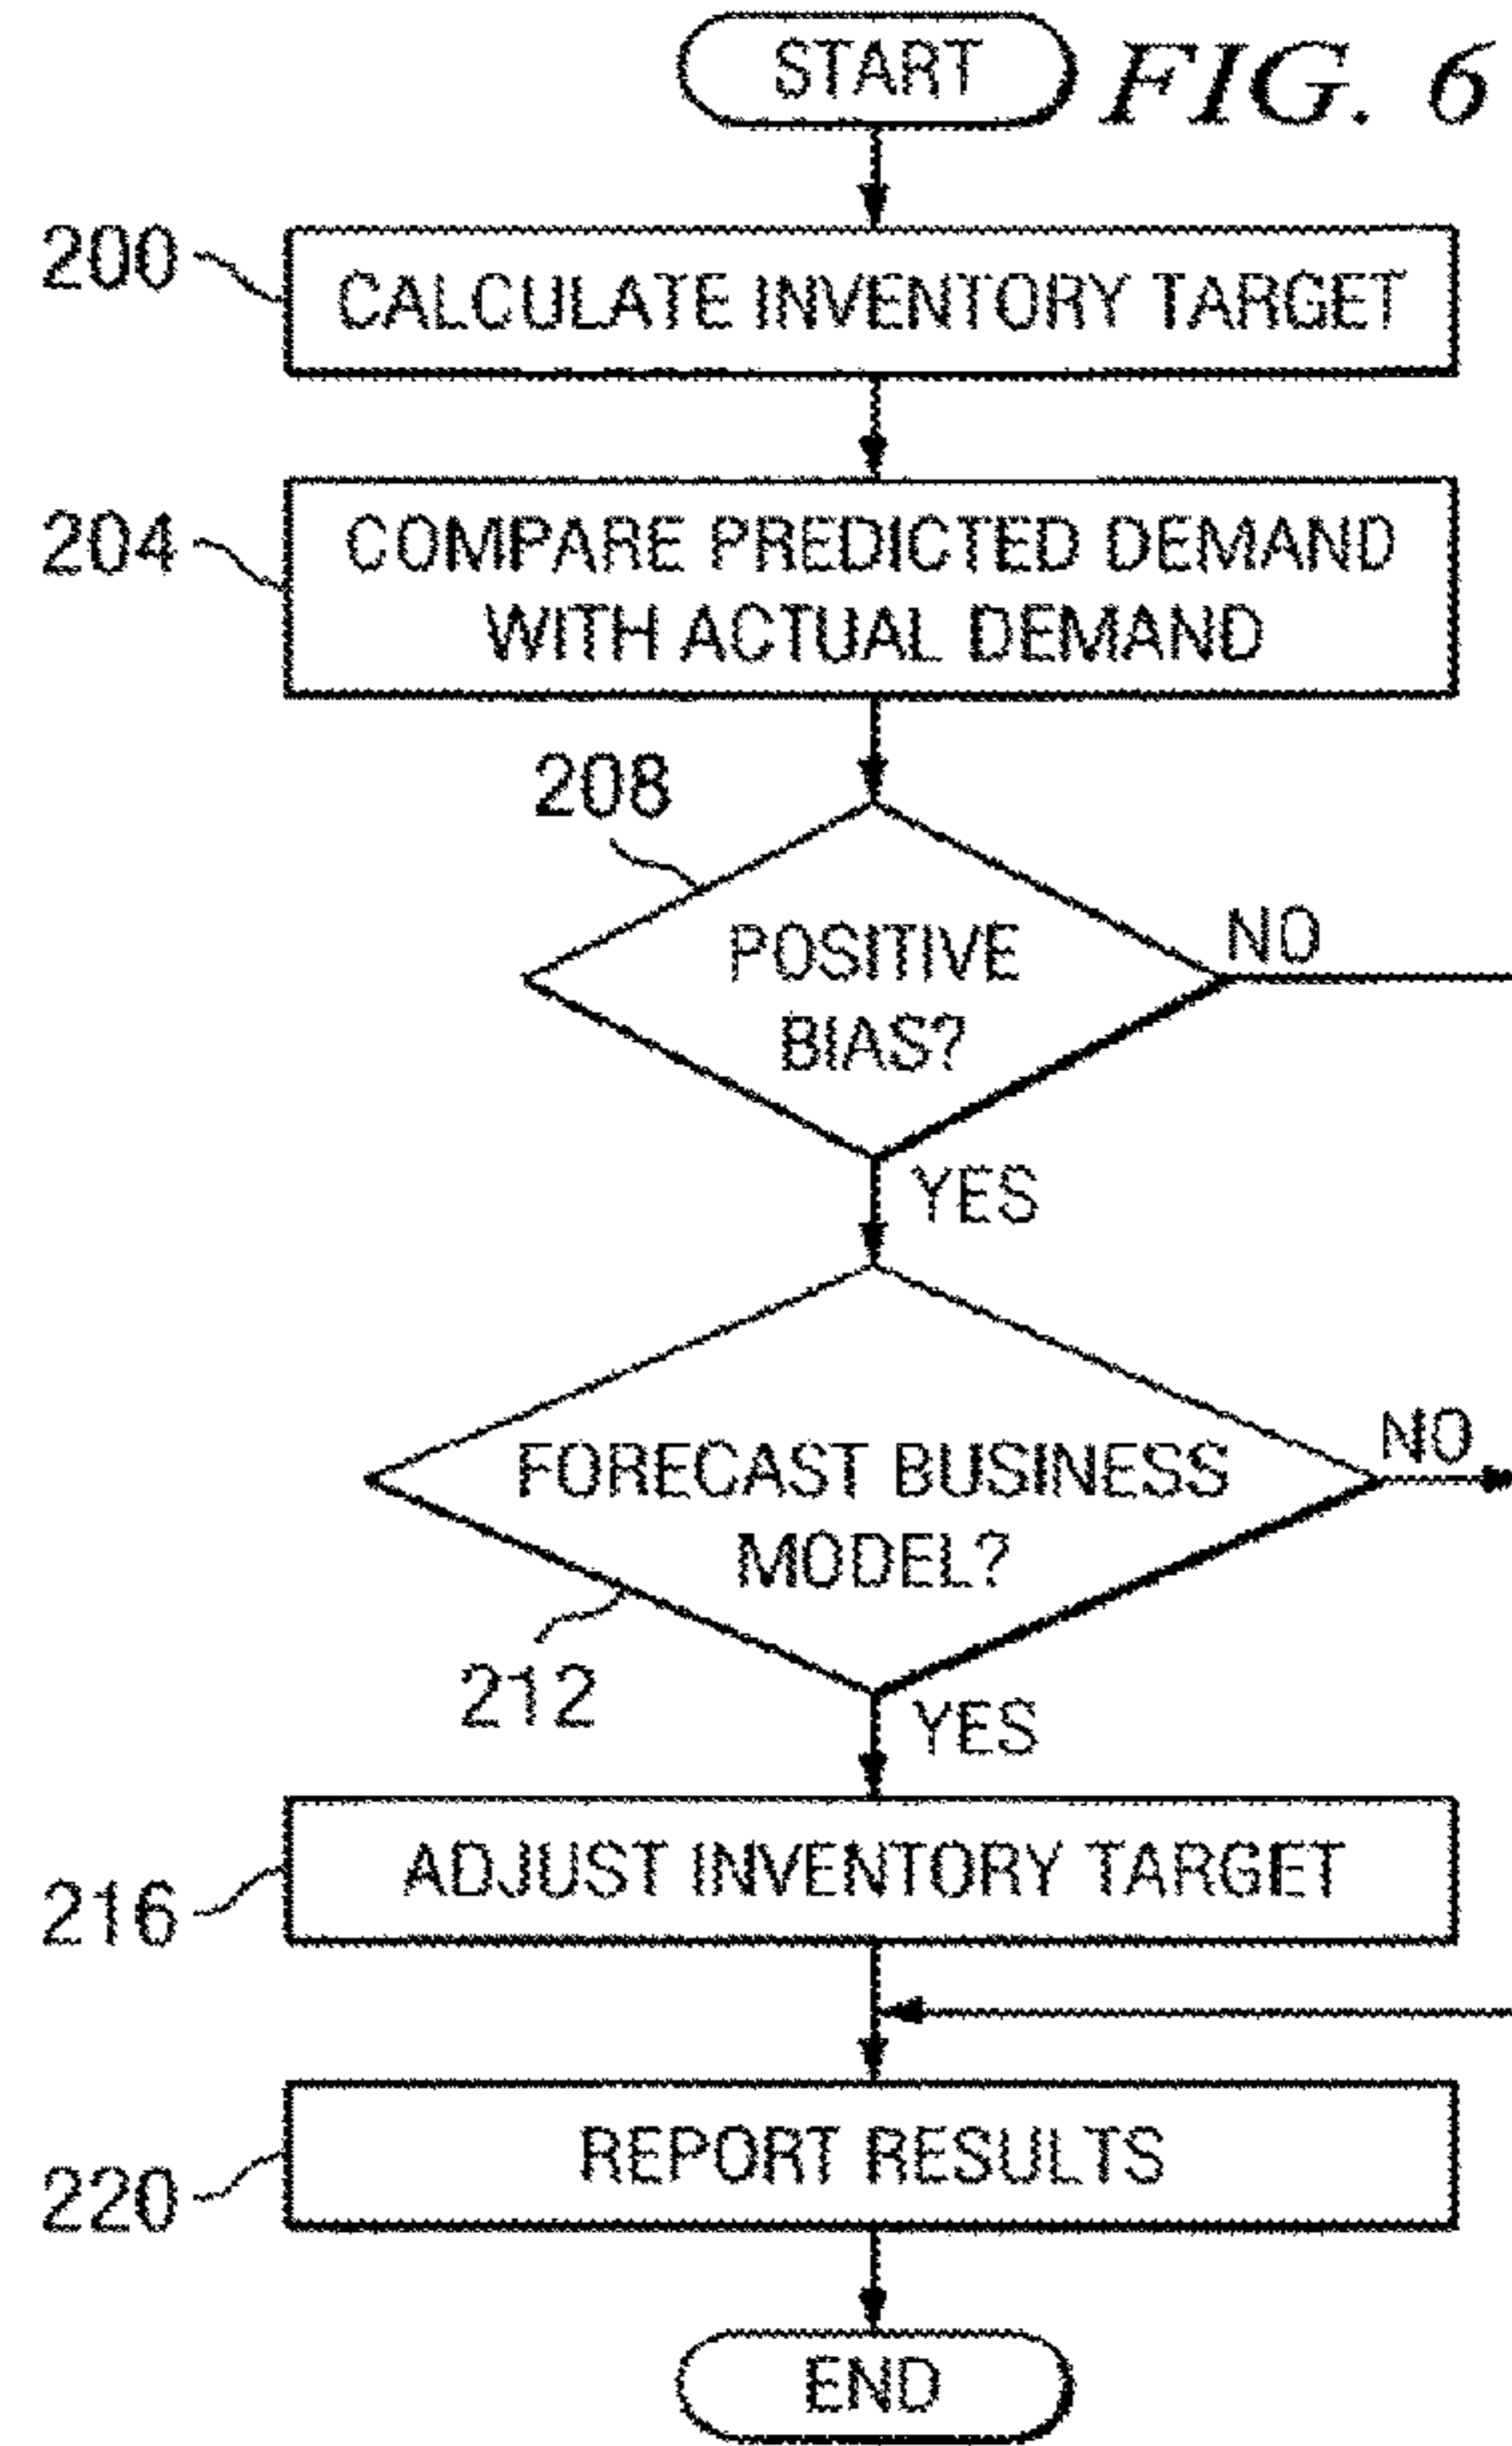 START
FIG. 6
200
CALCULATE INVENTORY TARGET
204
COMPARE PREDICTED DEMAND
WITH ACTUAL DEMAND
208
POSITIVE
BIAS?
NO
YES
FORECAST BUSINESS
MODEL?
NO
212
YES
ADJUST INVENTORY TARGET
216
REPORT RESULTS
220
END